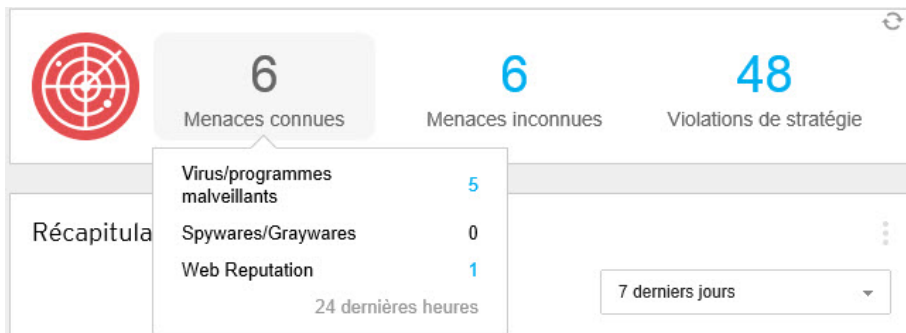 6
Menaces connues
6
Menaces inconnues
48
Violations de stratégie
Virus/programmes
malveillants
5
Spywares/Graywares
0
Web Reputation
1
24 dernières heures
Récapitula
7 derniers jours